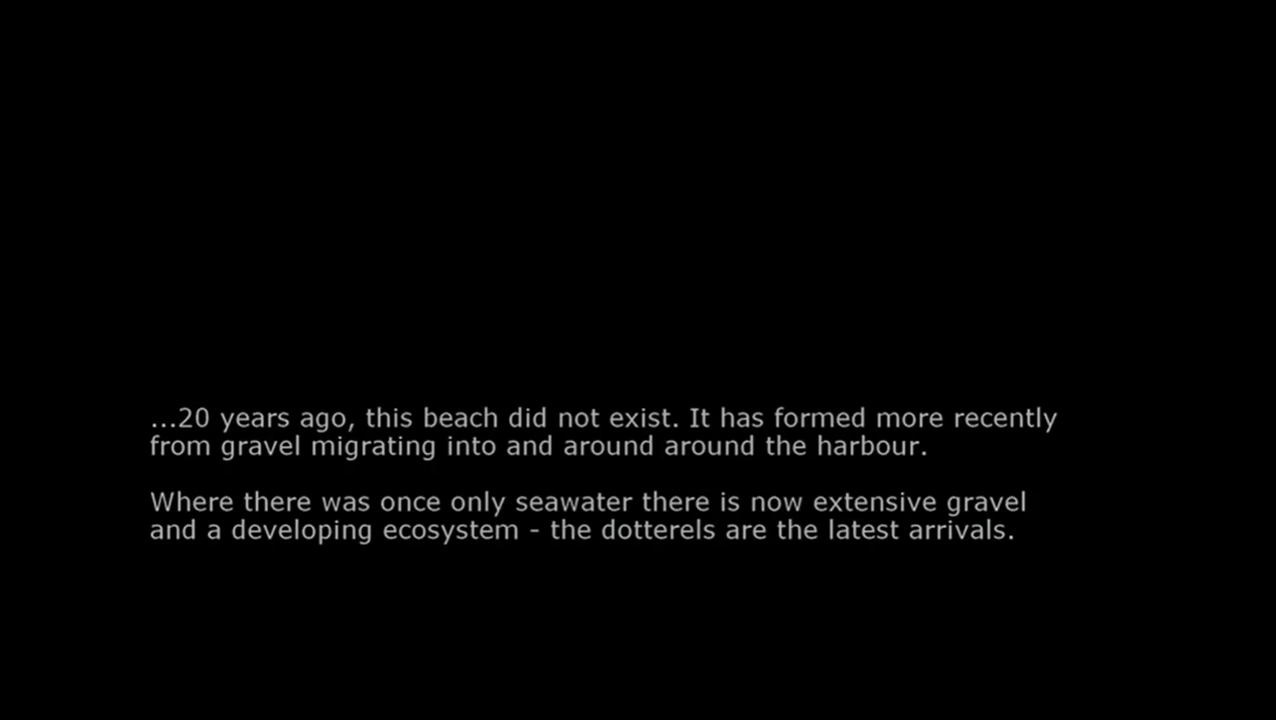 ...20 years ago, this beach did not exist. It has formed more recently
from gravel migrating into and around around the harbour.
Where there was once only seawater there is now extensive gravel
and a developing ecosystem - the dotterels are the latest arrivals.